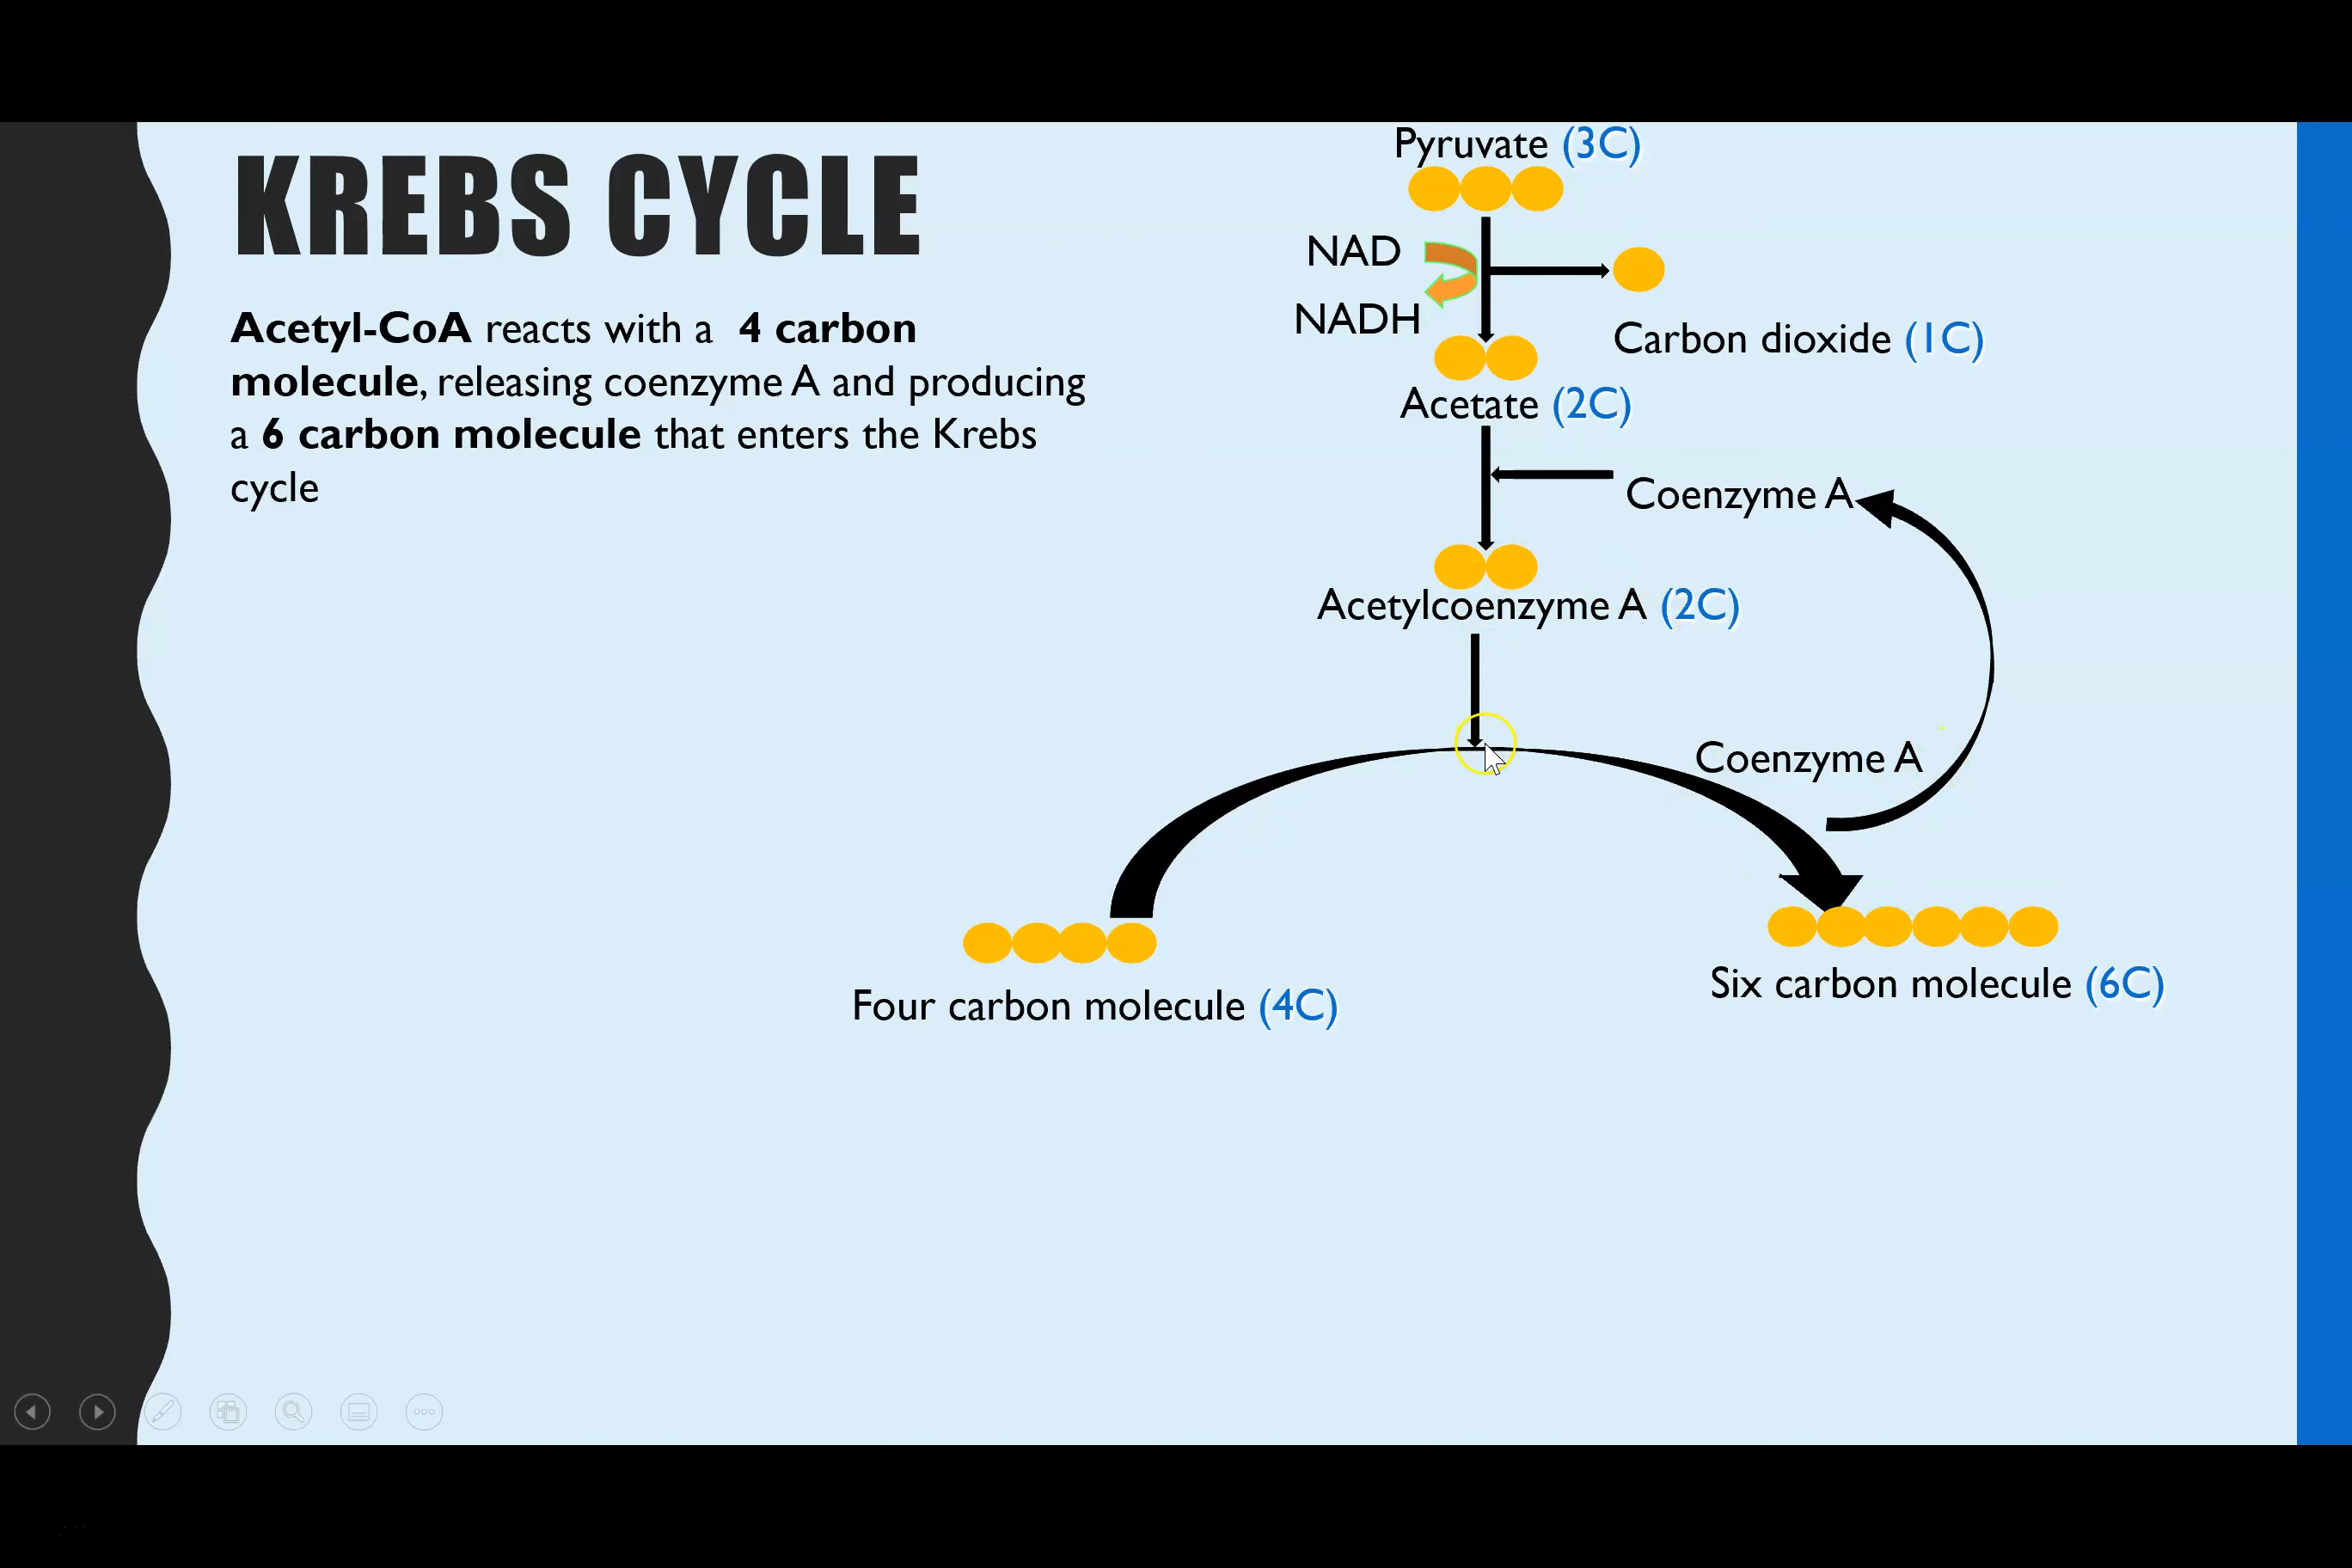 KREBS CYCLE
Acetyl-CoA reacts with a 4 carbon
molecule, releasing coenzyme A and producing
a 6 carbon molecule that enters the Krebs
cycle
Pyruvate (3C)
NAD
NADH
Carbon dioxide (1C)
Acetate (2C)
Coenzyme A
Acetylcoenzyme A (2C)
Coenzyme A
Four carbon molecule (4C)
Six carbon molecule (6C)